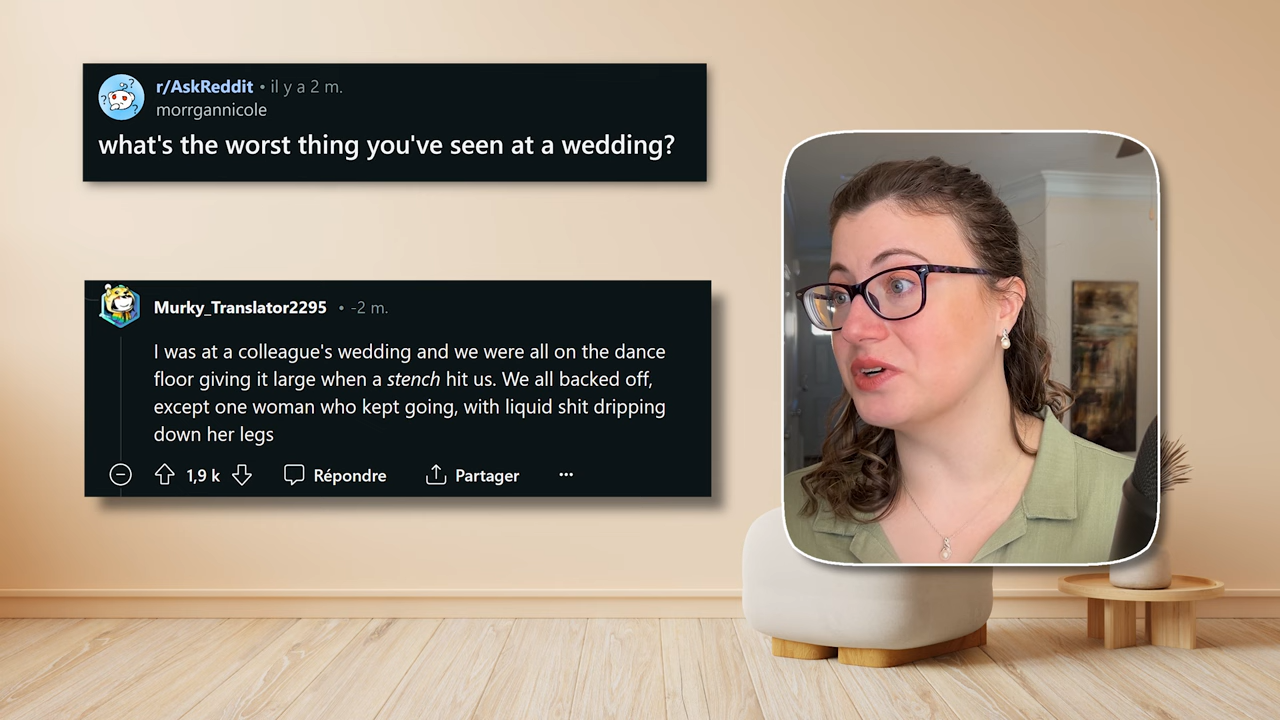 r/AskReddit • il y a 2 m.
morrgannicole
what's the worst thing you've seen at a wedding?
Murky_Translator2295 • -2 m.
I was at a colleague's wedding and we were all on the dance
floor giving it large when a stench hit us. We all backed off,
except one woman who kept going, with liquid shit dripping
down her legs
1,9 k Répondre Partager ...